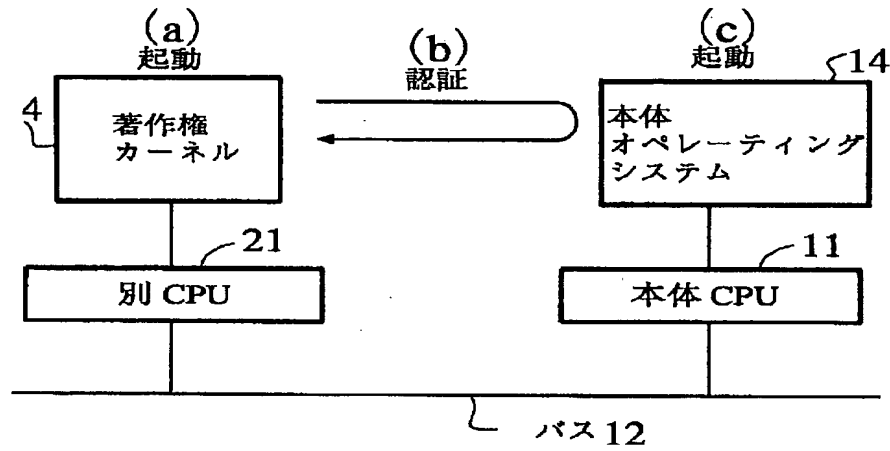 (a)
起動
(b)
認証
(c)
起動
14
4
著作権
カーネル
本体
オペレーティング
システム
21
11
別 CPU
本体 CPU
バス 12